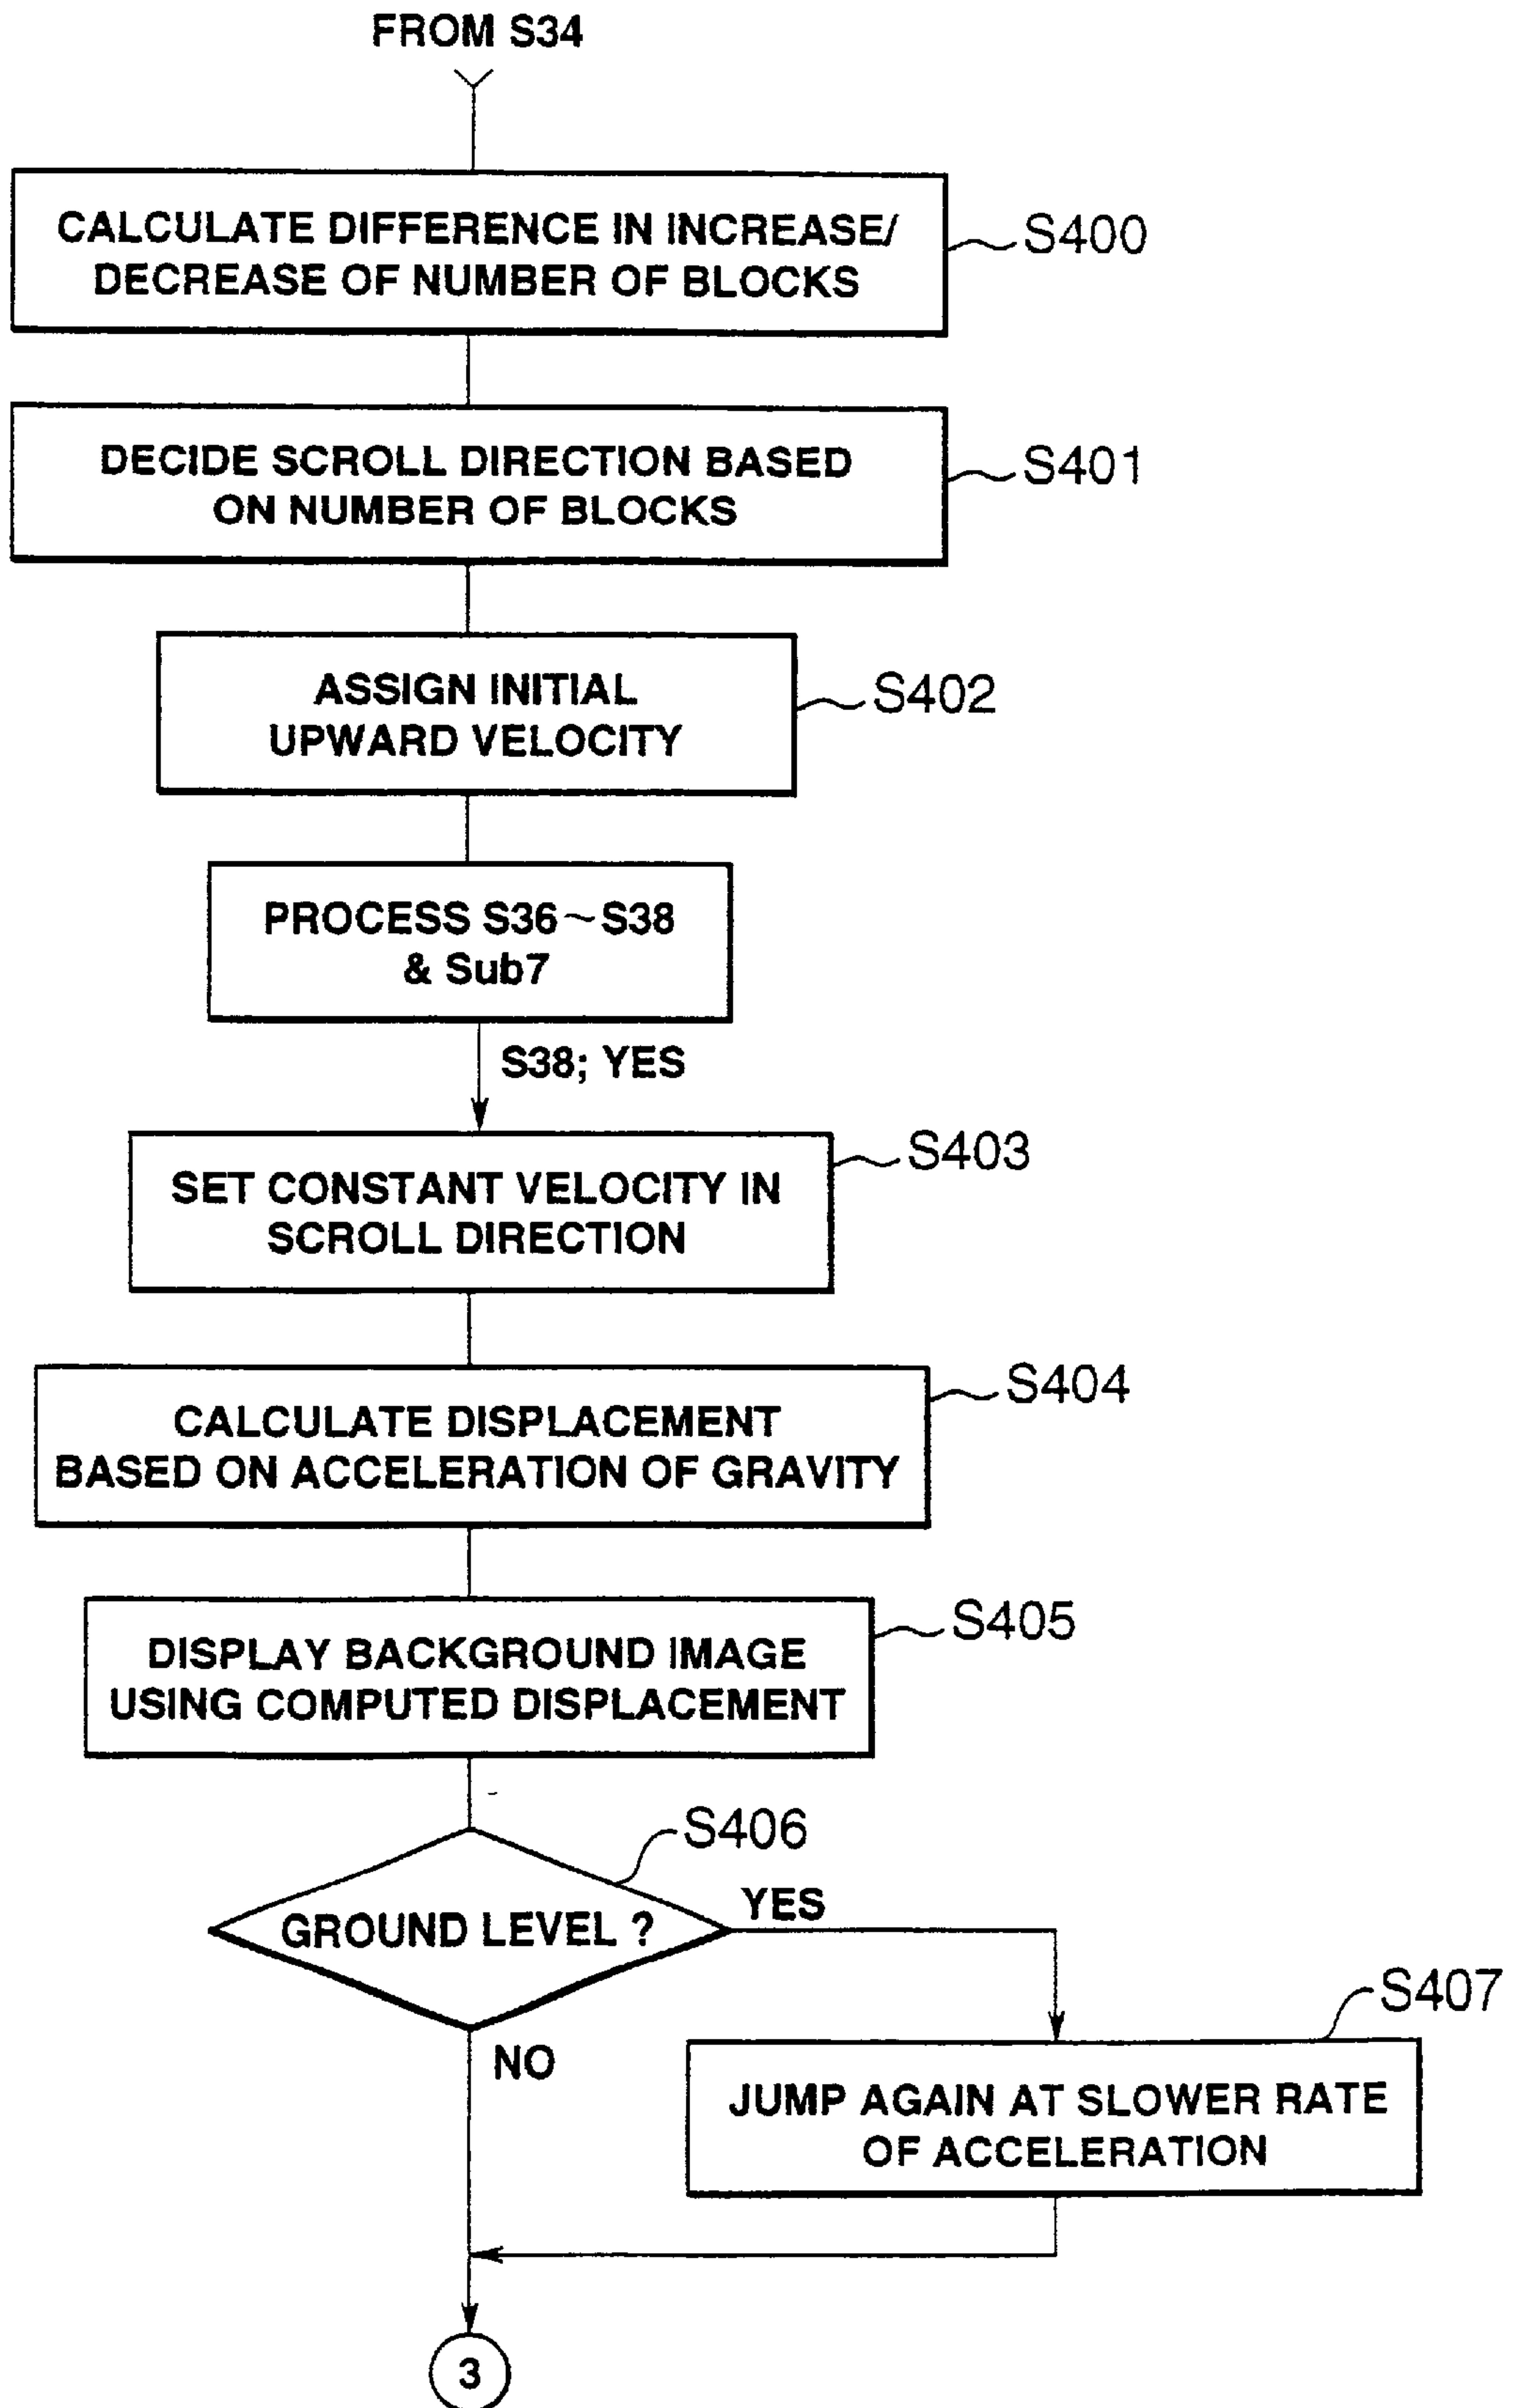 FROM S34
CALCULATE DIFFERENCE IN INCREASE/
DECREASE OF NUMBER OF BLOCKS
S400
DECIDE SCROLL DIRECTION BASED
ON NUMBER OF BLOCKS
S401
ASSIGN INITIAL
UPWARD VELOCITY
S402
PROCESS S36~S38
& Sub7
S38; YES
SET CONSTANT VELOCITY IN
SCROLL DIRECTION
S403
CALCULATE DISPLACEMENT
BASED ON ACCELERATION OF GRAVITY
S404
DISPLAY BACKGROUND IMAGE
USING COMPUTED DISPLACEMENT
S405
GROUND LEVEL ?
S406
YES
NO
JUMP AGAIN AT SLOWER RATE
OF ACCELERATION
S407
3